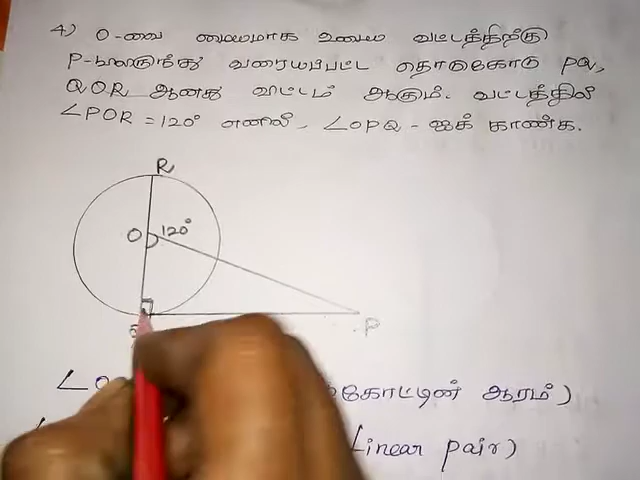 4) O-வை மையமாக உடைய வட்டத்திற்கு
P-லிருந்து வரையப்பட்ட தொடுகோடு PQ,
QOR ஆனது விட்டம் ஆகும். வட்டத்தில்
∠POR = 120° எனில், ∠OPQ - ஐக் காண்க.
R
O 120°
P
∠O கோட்டின் ஆரம்)
Linear pair)